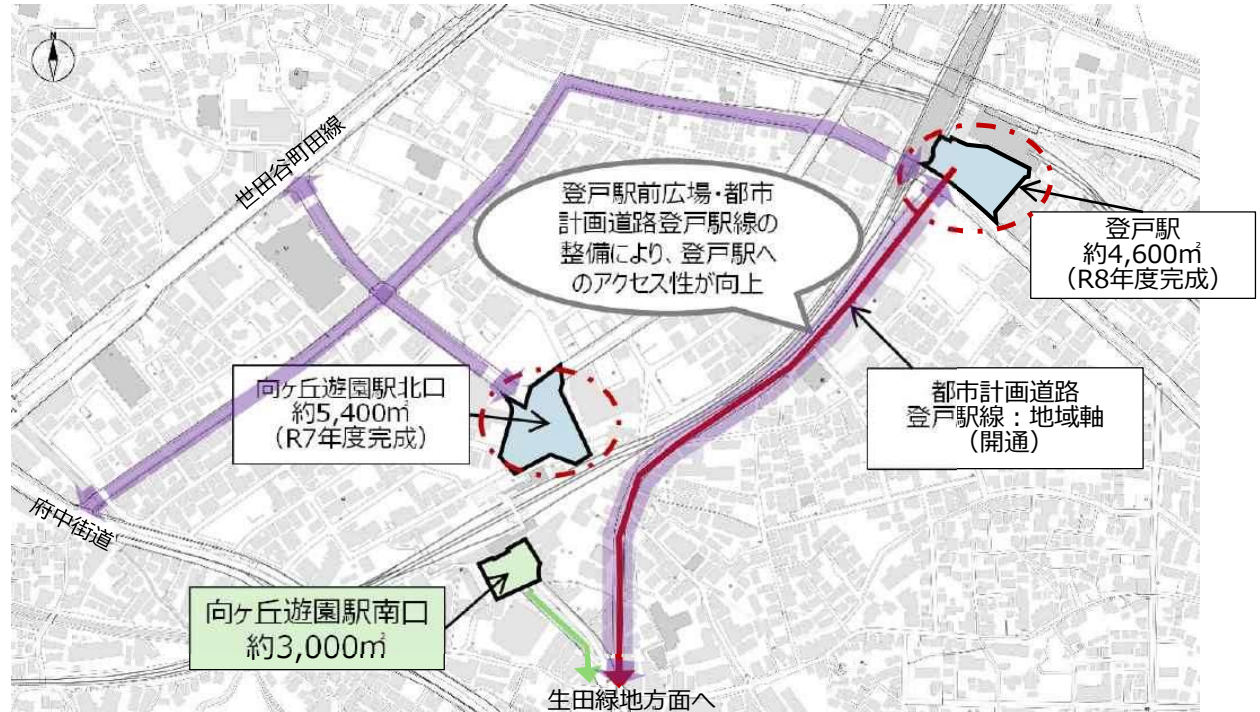 N
世田谷町田線
登戸駅前広場・都市
計画道路登戸駅線の
整備により、登戸駅へ
のアクセス性が向上
登戸駅
約4,600㎡
（R8年度完成）
向ヶ丘遊園駅北口
約5,400㎡
（R7年度完成）
都市計画道路
登戸駅線：地域軸
（開通）
府中街道
向ヶ丘遊園駅南口
約3,000㎡
生田緑地方面へ